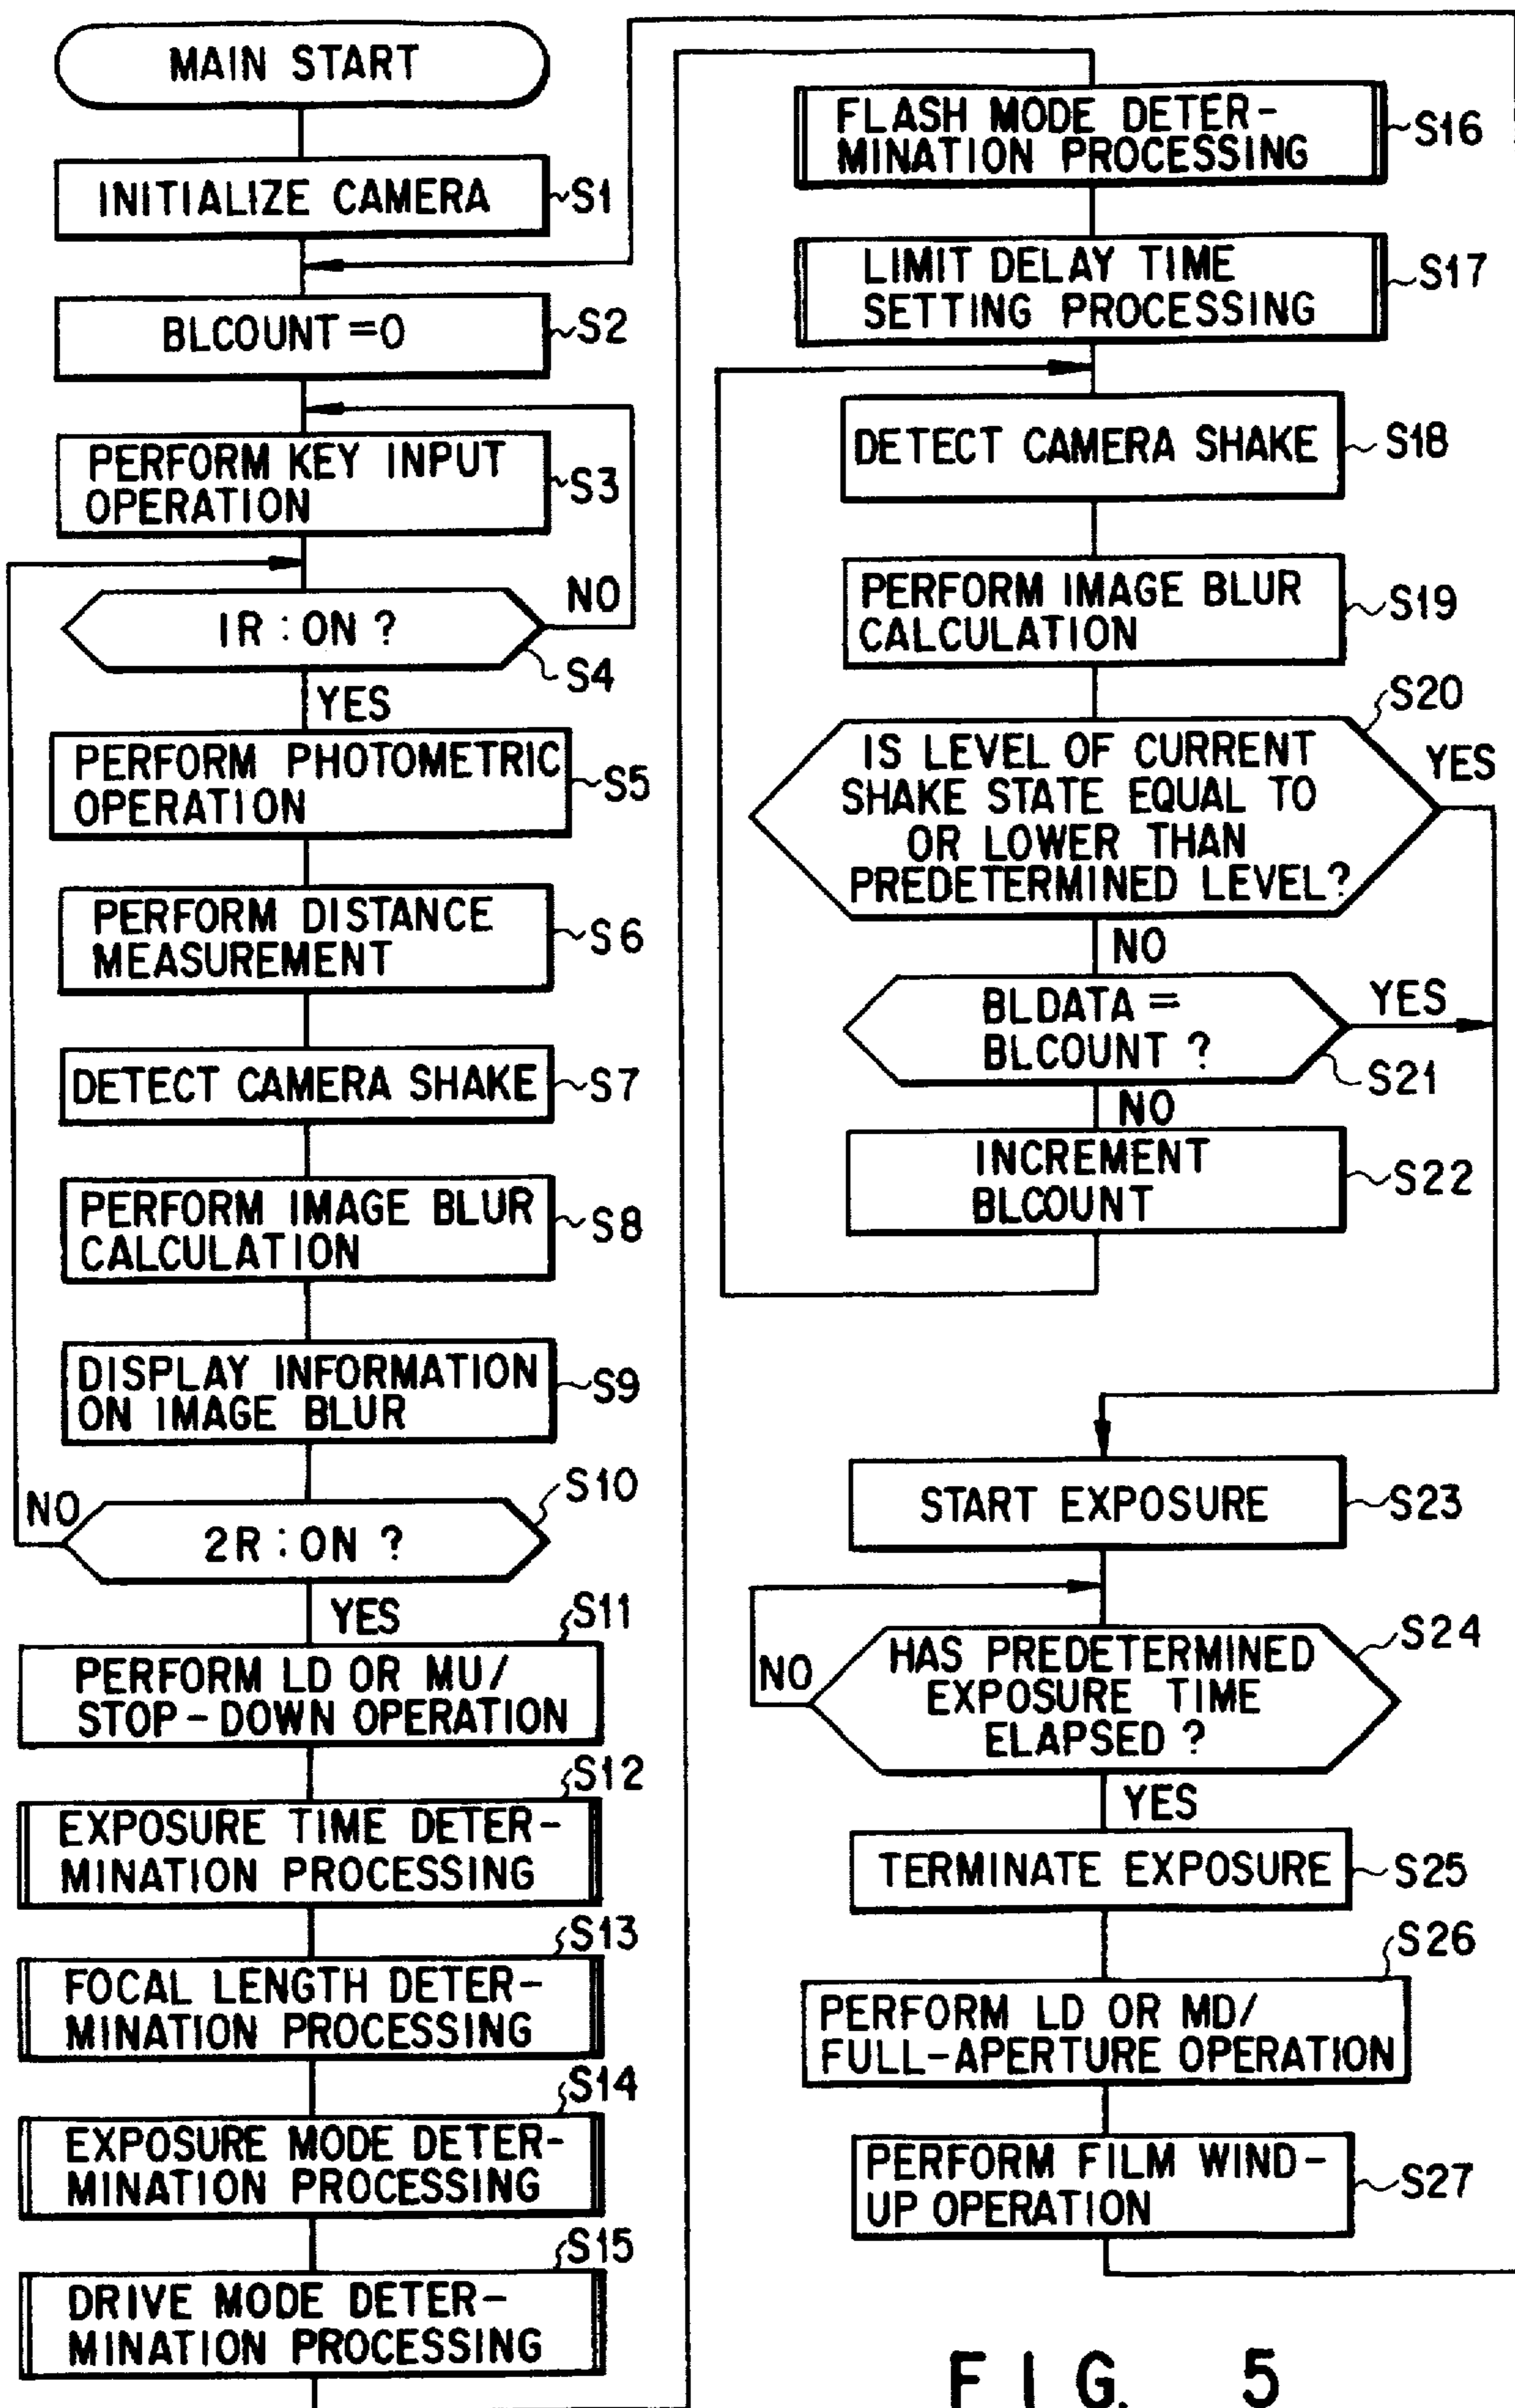 MAIN START
INITIALIZE CAMERA
S1
BLCOUNT=0
S2
PERFORM KEY INPUT
OPERATION
S3
1R:ON?
NO
S4
YES
PERFORM PHOTOMETRIC
OPERATION
S5
PERFORM DISTANCE
MEASUREMENT
S6
DETECT CAMERA SHAKE
S7
PERFORM IMAGE BLUR
CALCULATION
S8
DISPLAY INFORMATION
ON IMAGE BLUR
S9
S10
NO
2R:ON?
YES
S11
PERFORM LD OR MU/
STOP-DOWN OPERATION
S12
EXPOSURE TIME DETER-
MINATION PROCESSING
S13
FOCAL LENGTH DETER-
MINATION PROCESSING
S14
EXPOSURE MODE DETER-
MINATION PROCESSING
S15
DRIVE MODE DETER-
MINATION PROCESSING
FLASH MODE DETER-
MINATION PROCESSING
S16
LIMIT DELAY TIME
SETTING PROCESSING
S17
DETECT CAMERA SHAKE
S18
PERFORM IMAGE BLUR
CALCULATION
S19
S20
IS LEVEL OF CURRENT
SHAKE STATE EQUAL TO
OR LOWER THAN
PREDETERMINED LEVEL?
YES
NO
BLDATA =
BLCOUNT ?
YES
S21
NO
INCREMENT
BLCOUNT
S22
START EXPOSURE
S23
S24
NO
HAS PREDETERMINED
EXPOSURE TIME
ELAPSED ?
YES
TERMINATE EXPOSURE
S25
S26
PERFORM LD OR MD/
FULL-APERTURE OPERATION
PERFORM FILM WIND-
UP OPERATION
S27
FIG. 5